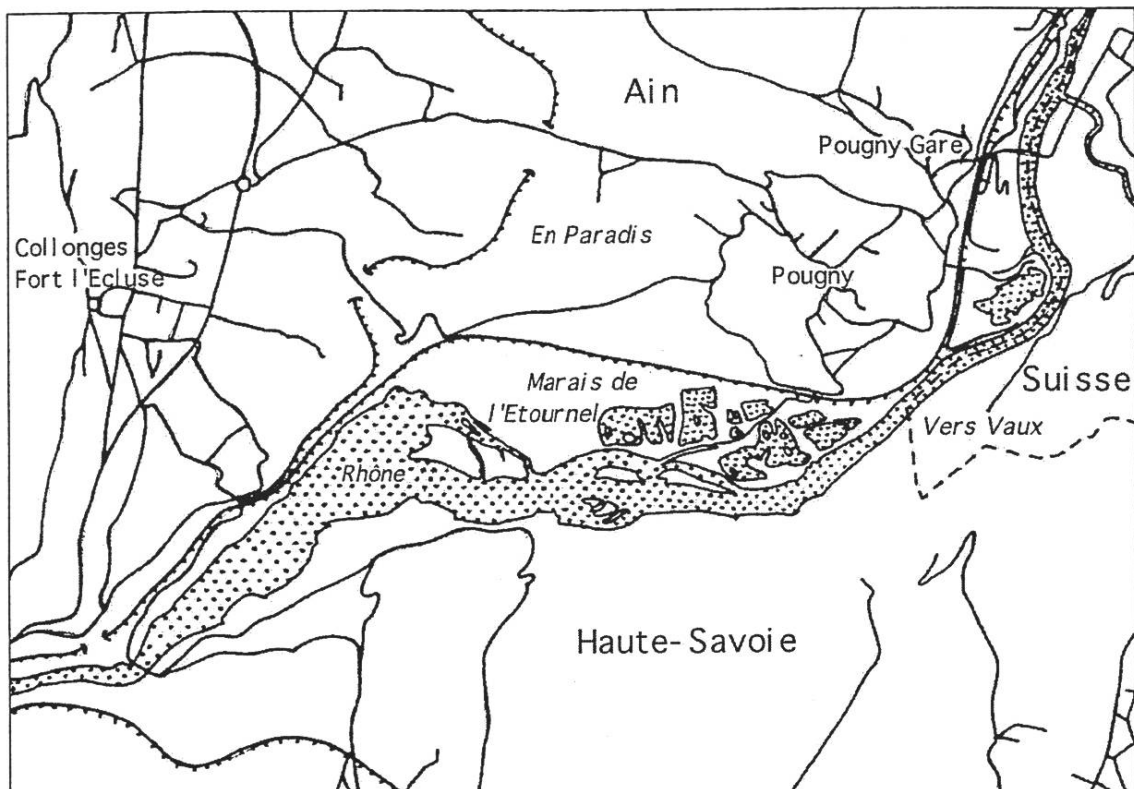 Ain
Pougny Gare
En Paradis
Collonges
Fort l'Ecluse
Pougny
Marais de
l'Etournel
Suisse
Vers Vaux
Rhône
Haute-Savoie